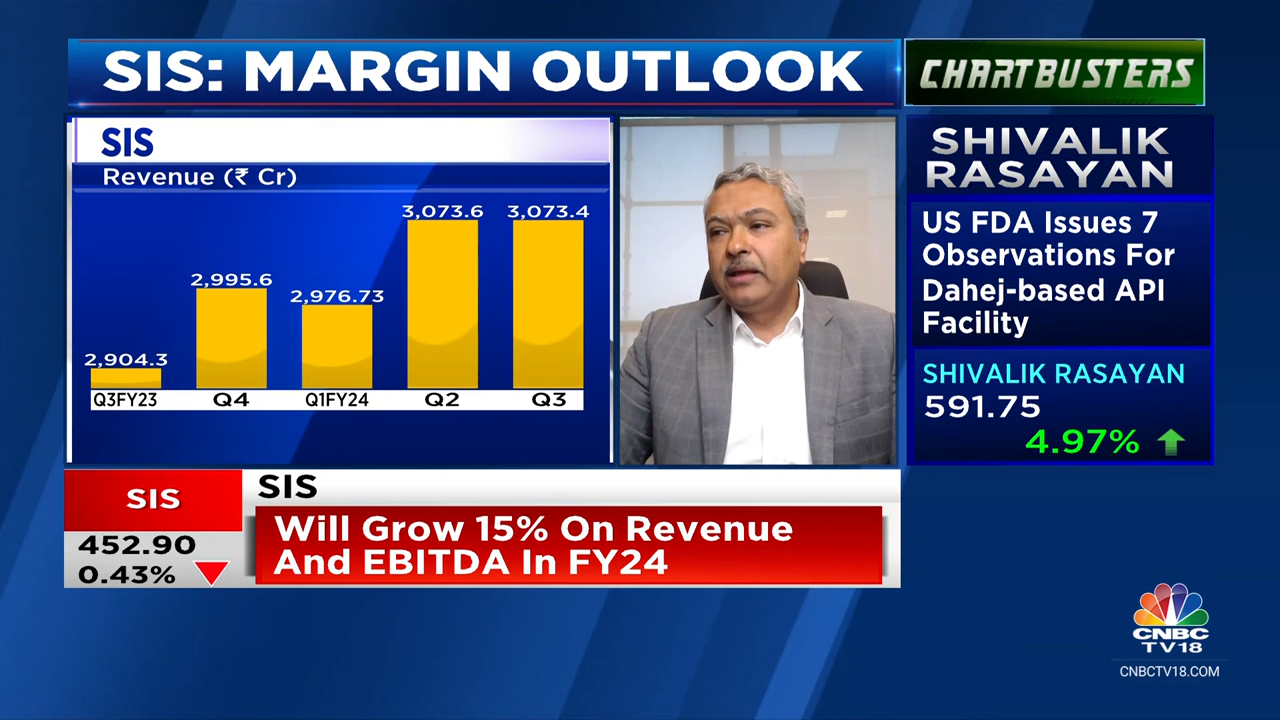 SIS: MARGIN OUTLOOK
CHARTBUSTERS
SIS
Revenue (₹ Cr)
2,904.3
2,995.6
2,976.73
3,073.6
3,073.4
Q3FY23
Q4
Q1FY24
Q2
Q3
SHIVALIK
RASAYAN
US FDA Issues 7
Observations For
Dahej-based API
Facility
SHIVALIK RASAYAN
591.75
4.97%
SIS
452.90
0.43%
SIS
Will Grow 15% On Revenue
And EBITDA In FY24
CNBC
TV18
CNBCTV18.COM